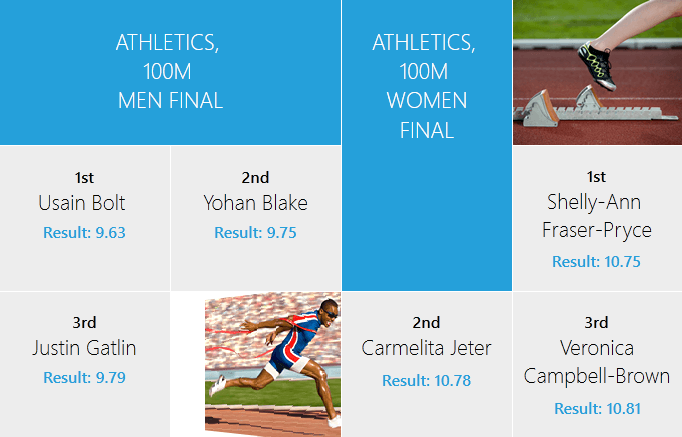 ATHLETICS,
100M
MEN FINAL
1st
Usain Bolt
Result: 9.63
2nd
Yohan Blake
Result: 9.75
3rd
Justin Gatlin
Result: 9.79
ATHLETICS,
100M
WOMEN
FINAL
1st
Shelly-Ann
Fraser-Pryce
Result: 10.75
2nd
Carmelita Jeter
Result: 10.78
3rd
Veronica
Campbell-Brown
Result: 10.81